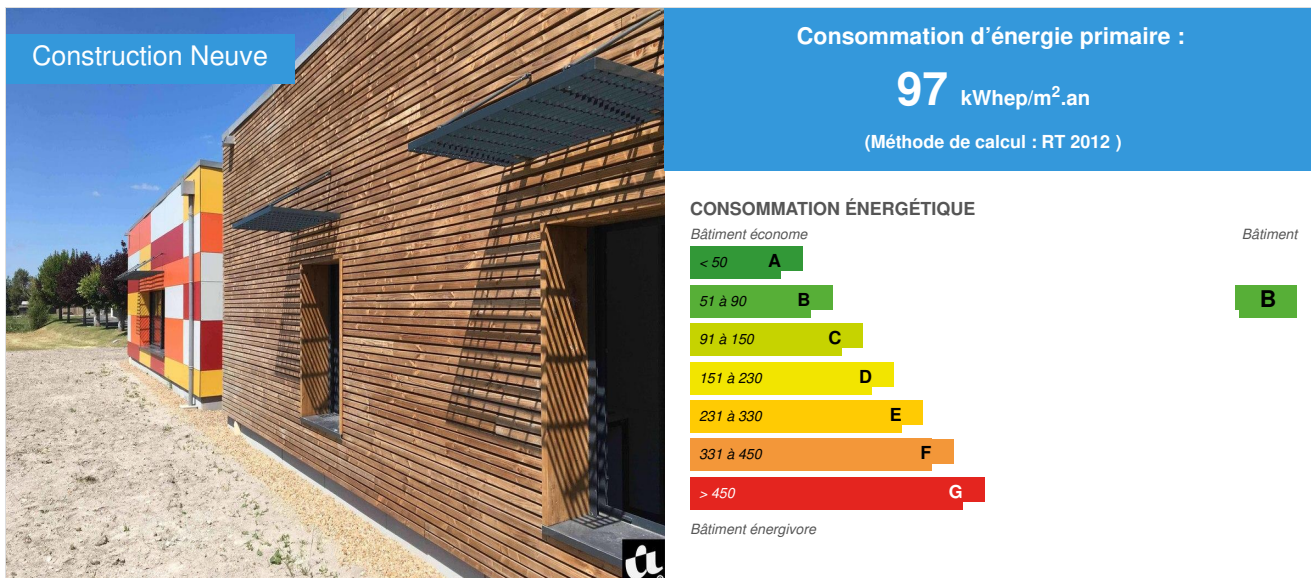 Construction Neuve
Consommation d'énergie primaire :
97 kWhep/m².an
(Méthode de calcul : RT 2012 )
CONSOMMATION ÉNERGÉTIQUE
Bâtiment économe
Bâtiment
< 50 A
51 à 90 B
B
91 à 150 C
151 à 230 D
231 à 330 E
331 à 450 F
> 450 G
Bâtiment énergivore